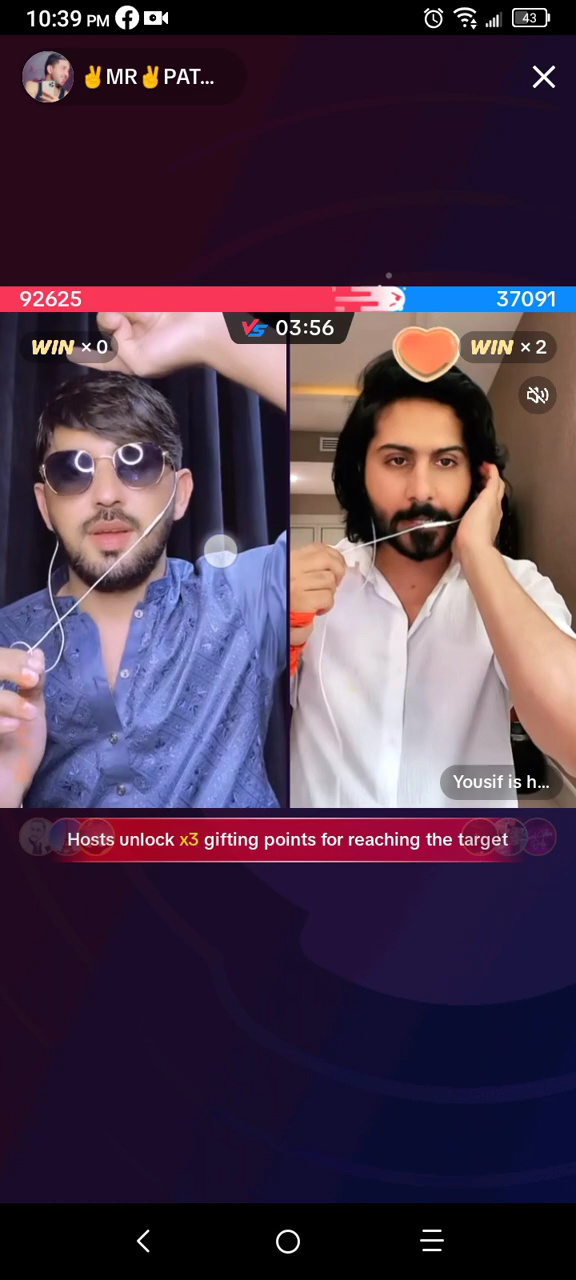 10:39 PM
43
✌️MR✌️PAT...
92625
37091
VS 03:56
WIN × 0
WIN × 2
Yousif is h...
Hosts unlock x3 gifting points for reaching the target